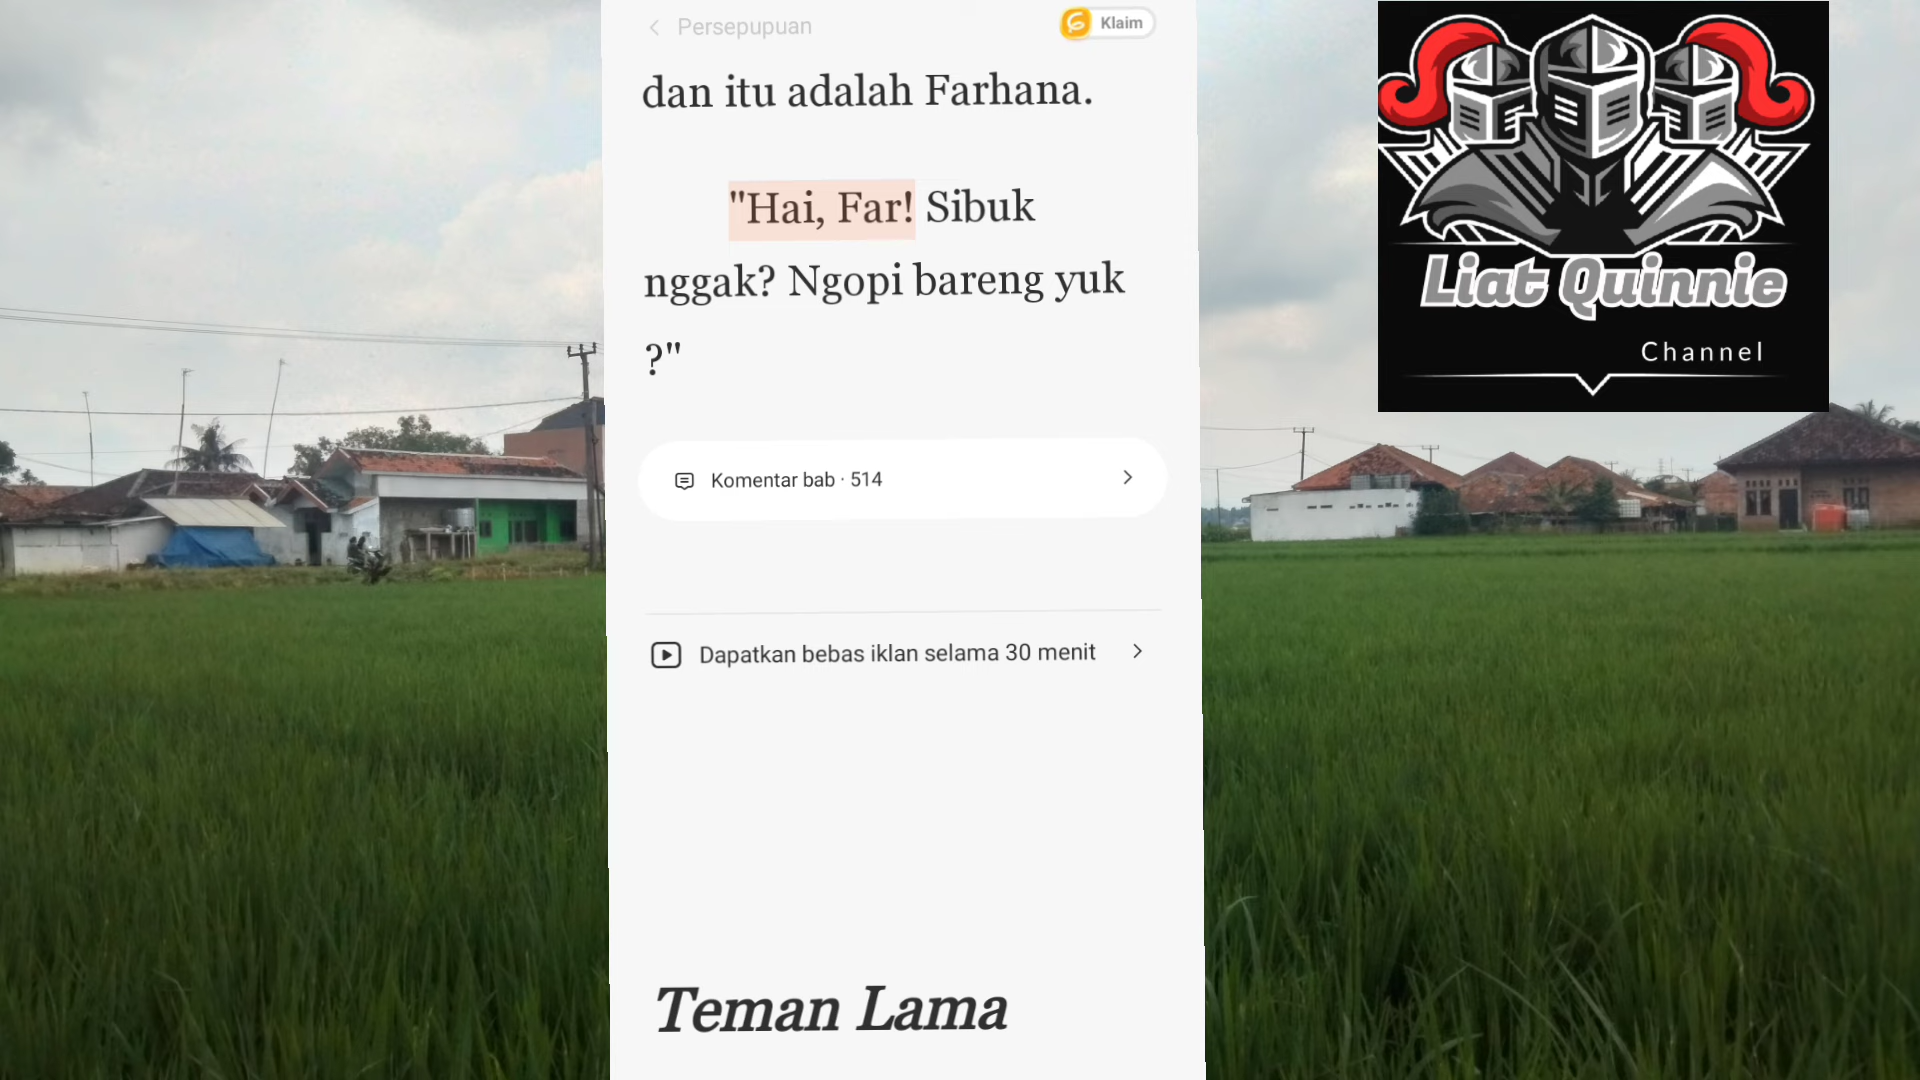 Persepupuan
Klaim
dan itu adalah Farhana.
"Hai, Far! Sibuk
nggak? Ngopi bareng yuk
?"
Komentar bab · 514
Dapatkan bebas iklan selama 30 menit
Teman Lama
Liat Quinnie
Channel